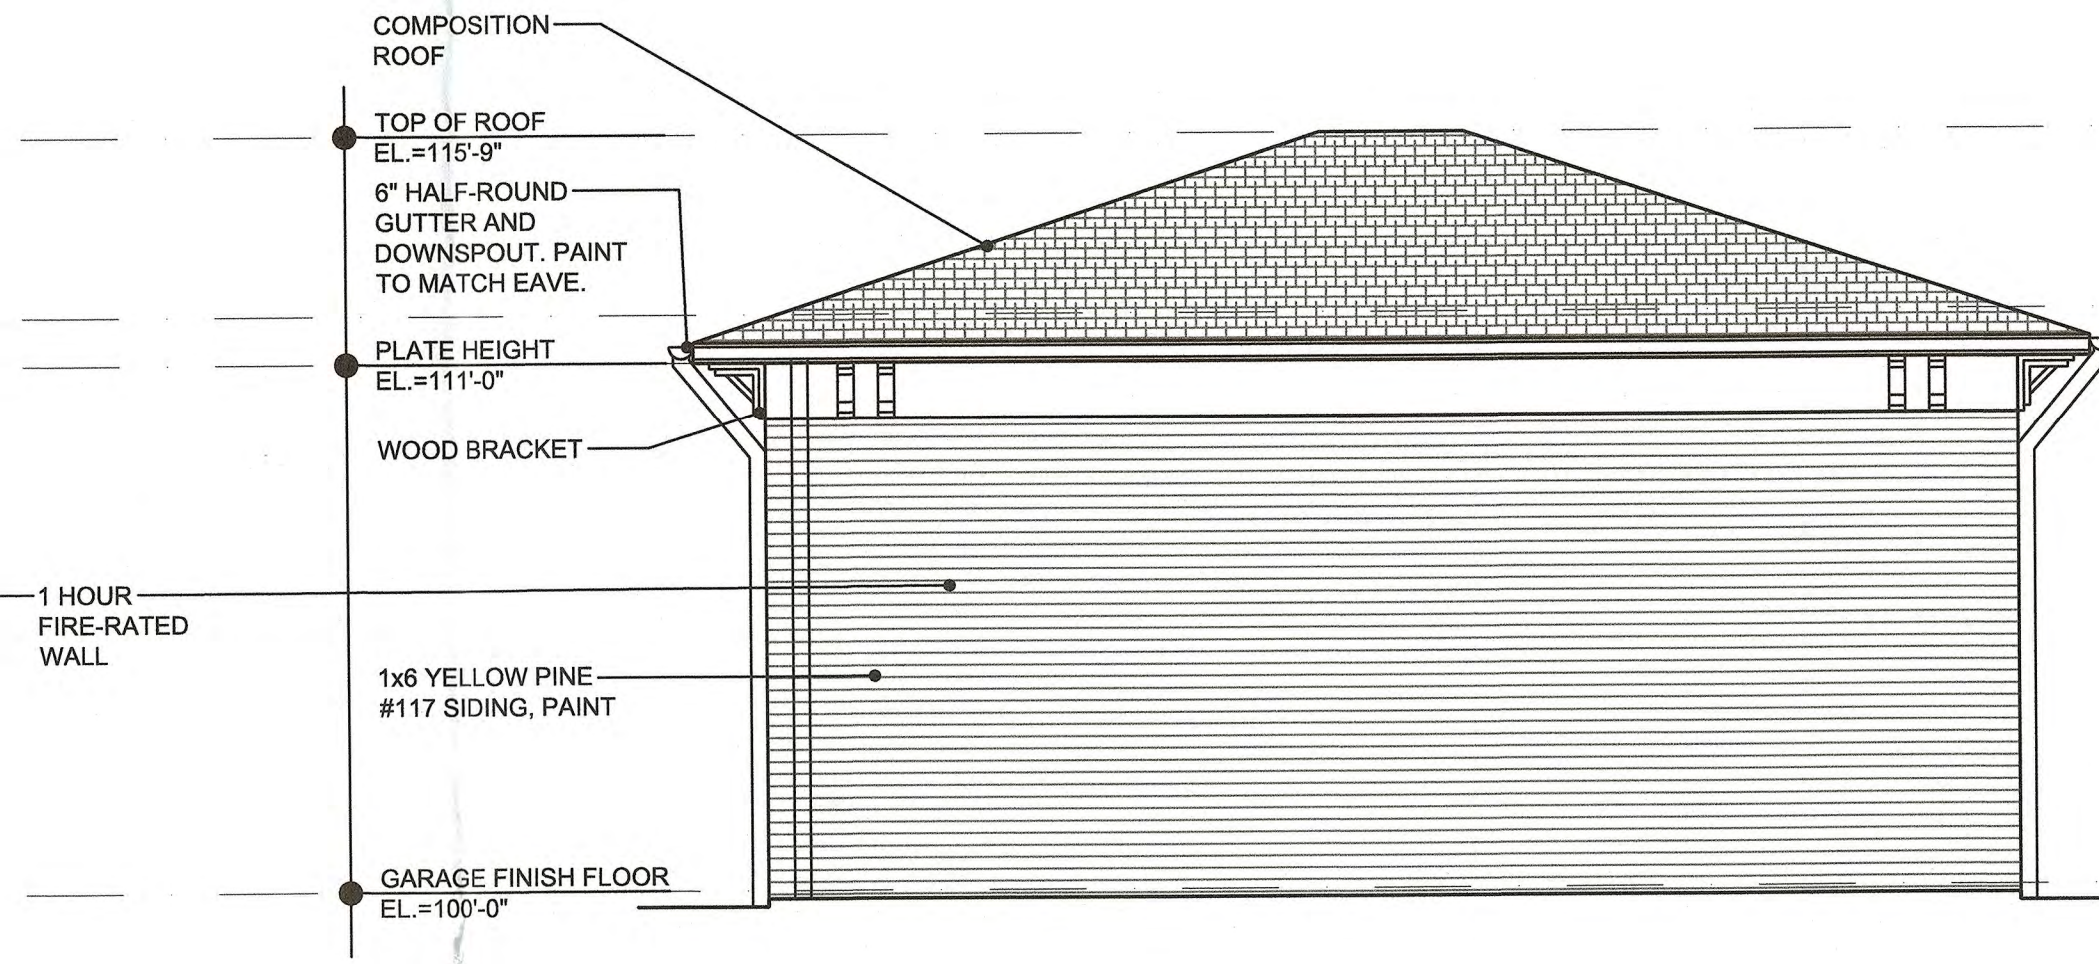 COMPOSITION
ROOF
TOP OF ROOF
EL.=115'-9"
6" HALF-ROUND
GUTTER AND
DOWNSPOUT. PAINT
TO MATCH EAVE.
PLATE HEIGHT
EL.=111'-0"
WOOD BRACKET
1 HOUR
FIRE-RATED
WALL
1x6 YELLOW PINE
#117 SIDING, PAINT
GARAGE FINISH FLOOR
EL.=100'-0"